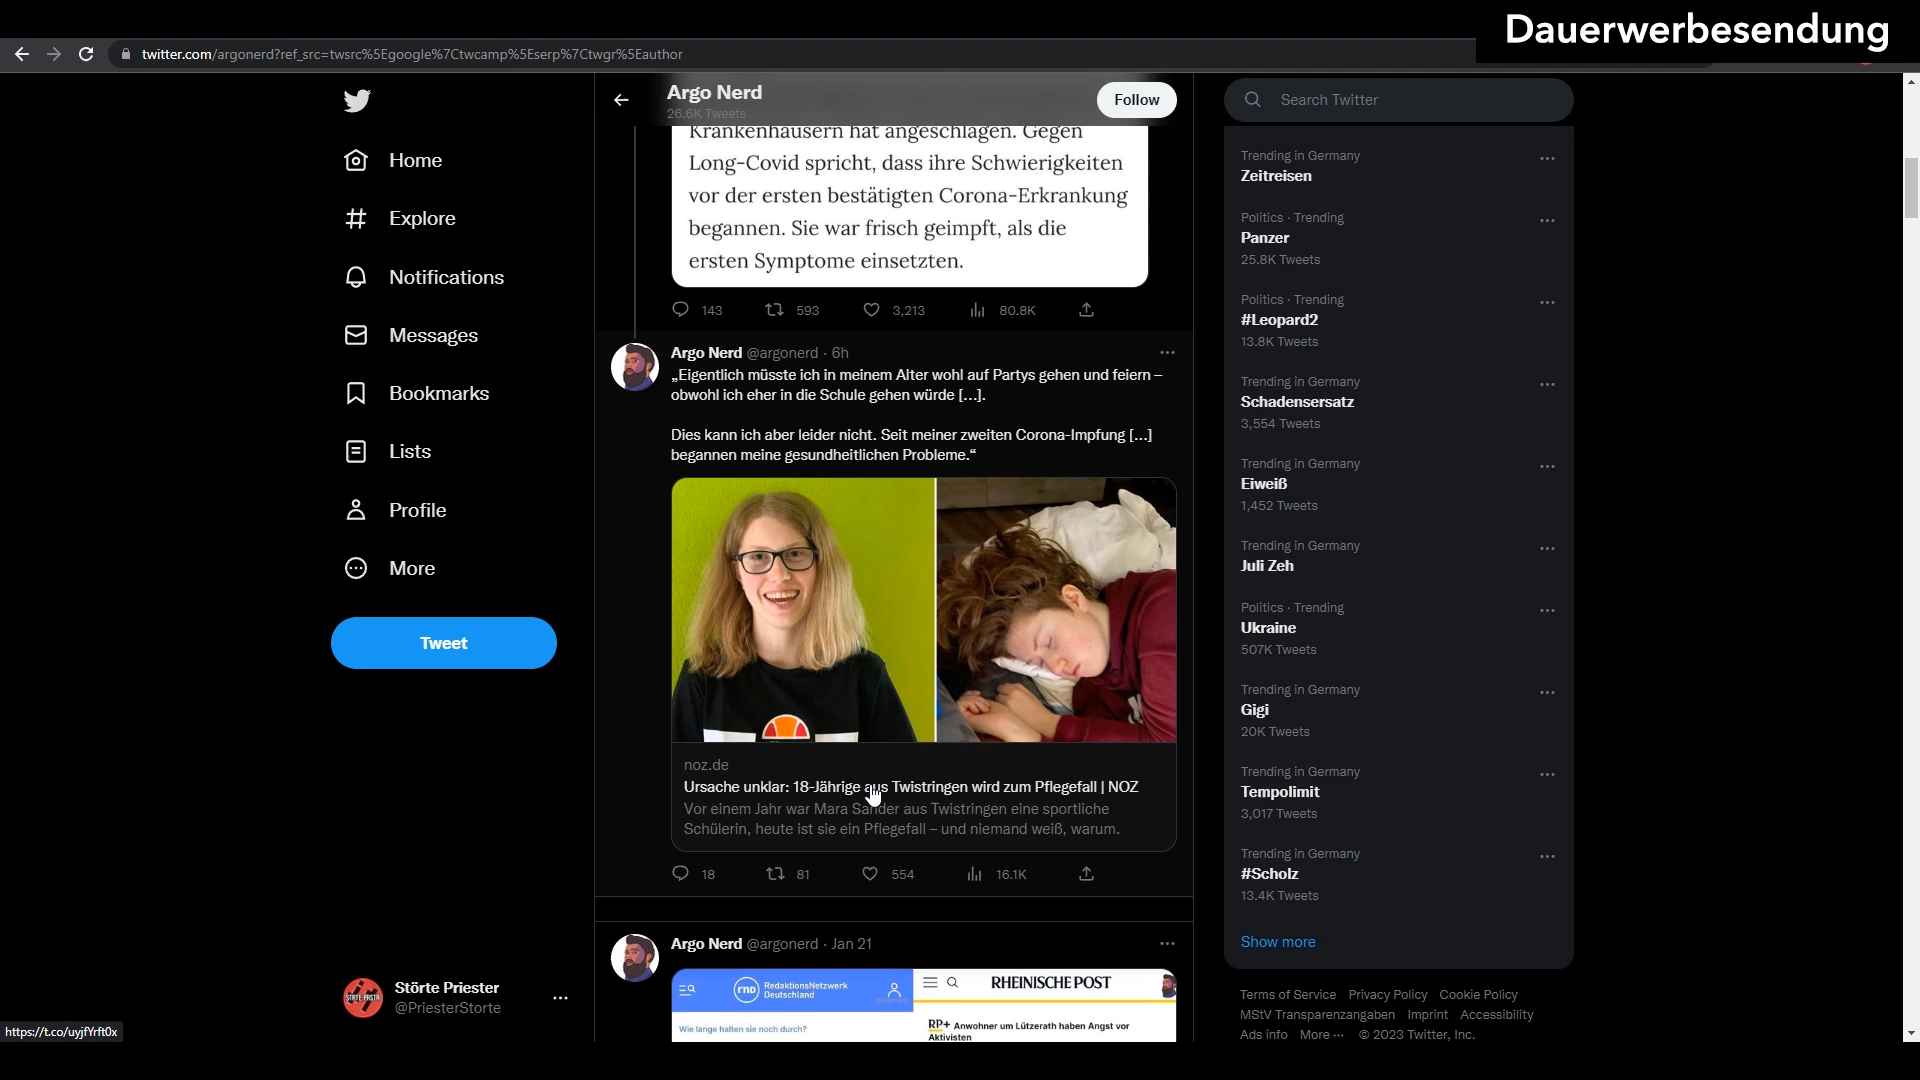 Dauerwerbesendung
twitter.com/argonerd?ref_src=twsrc%5Egoogle%7Ctwcamp%5Eserp%7Ctwgr%5Eauthor
Home
Explore
Notifications
Messages
Bookmarks
Lists
Profile
More
Tweet
Störte Priester
@PriesterStorte
https://t.co/uyjfYrft0x
Argo Nerd
26.6K Tweets
Follow
Krankenhäusern hat angeschlagen. Gegen
Long-Covid spricht, dass ihre Schwierigkeiten
vor der ersten bestätigten Corona-Erkrankung
begannen. Sie war frisch geimpft, als die
ersten Symptome einsetzten.
143 593 3,213 80.8K
Argo Nerd @argonerd · 6h
„Eigentlich müsste ich in meinem Alter wohl auf Partys gehen und feiern –
obwohl ich eher in die Schule gehen würde [...].
Dies kann ich aber leider nicht. Seit meiner zweiten Corona-Impfung [...]
begannen meine gesundheitlichen Probleme.“
noz.de
Ursache unklar: 18-Jährige aus Twistringen wird zum Pflegefall | NOZ
Vor einem Jahr war Mara Sander aus Twistringen eine sportliche
Schülerin, heute ist sie ein Pflegefall – und niemand weiß, warum.
18 81 554 16.1K
Argo Nerd @argonerd · Jan 21
rnd RedaktionsNetzwerk
Deutschland
Wie lange halten sie noch durch?
RHEINISCHE POST
RP+ Anwohner um Lützerath haben Angst vor
Aktivisten
Search Twitter
Trending in Germany
Zeitreisen
Politics · Trending
Panzer
25.8K Tweets
Politics · Trending
#Leopard2
13.8K Tweets
Trending in Germany
Schadensersatz
3,554 Tweets
Trending in Germany
Eiweiß
1,452 Tweets
Trending in Germany
Juli Zeh
Politics · Trending
Ukraine
507K Tweets
Trending in Germany
Gigi
20K Tweets
Trending in Germany
Tempolimit
3,017 Tweets
Trending in Germany
#Scholz
13.4K Tweets
Show more
Terms of Service Privacy Policy Cookie Policy
MStV Transparenzangaben Imprint Accessibility
Ads info More ··· © 2023 Twitter, Inc.